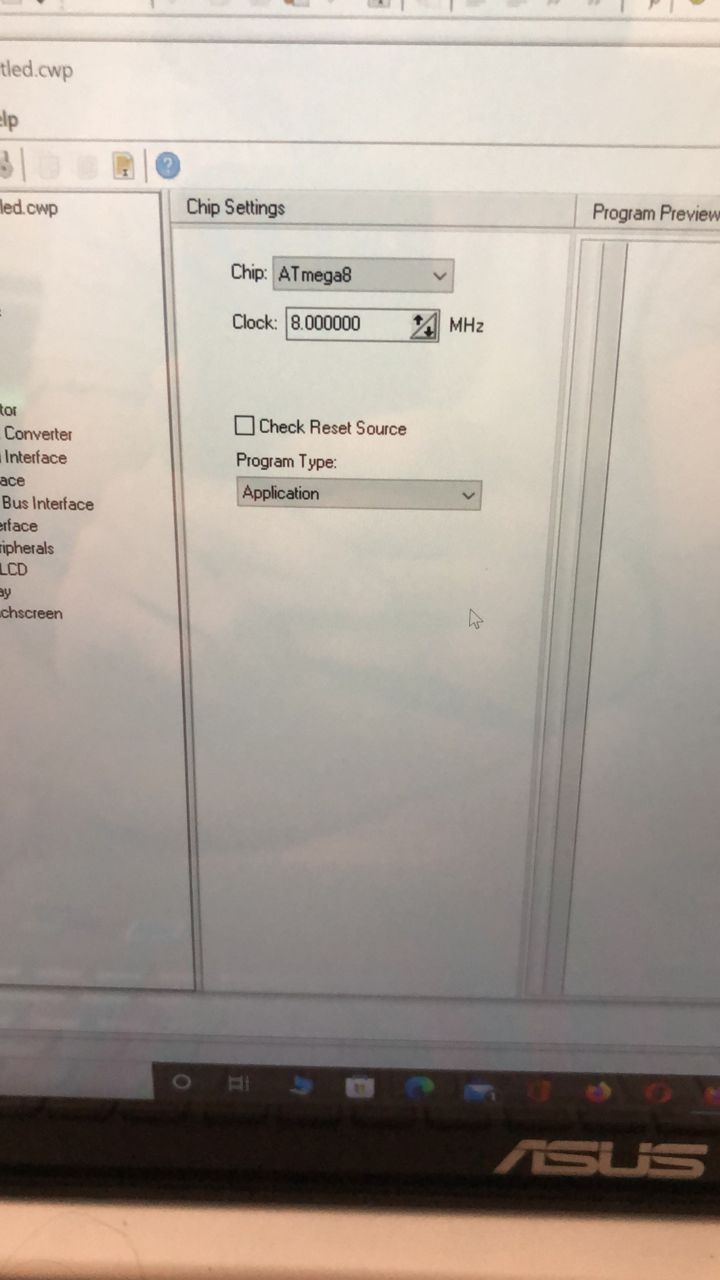 tled.cwp
elp
led.cwp
Chip Settings
Program Preview
Chip: ATmega8
Clock: 8.000000 MHz
tor
Converter
Interface
ace
Bus Interface
erface
ripherals
LCD
ay
chscreen
Check Reset Source
Program Type:
Application
ASUS